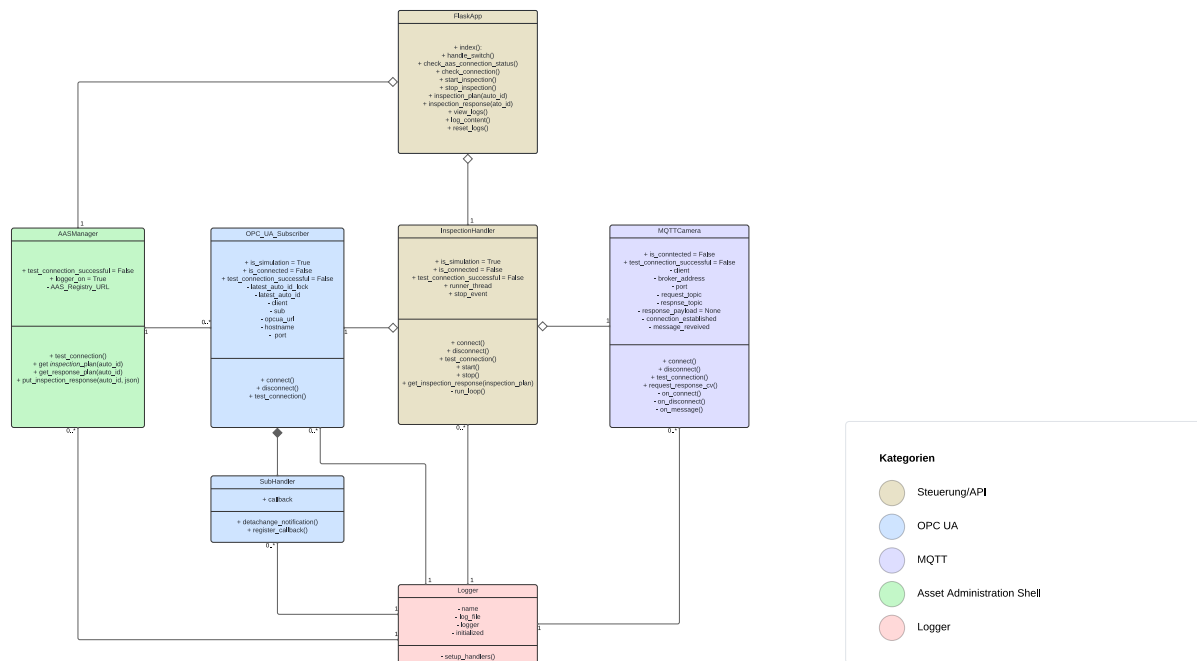 FlaskApp
+ index():
+ handle_switch()
+ check_aas_connection_status()
+ check_connection()
+ start_inspection()
+ stop_inspection()
+ inspection_plan(auto_id)
+ inspection_response(ato_id)
+ view_logs()
+ log_content()
+ reset_logs()
1
1
AASManager
+ test_connection_successful = False
+ logger_on = True
- AAS_Registry_URL
+ test_connection()
+ get inspection_plan(auto_id)
+ get_response_plan(auto_id)
+ put_inspection_response(auto_id, json)
1
0..*
0..*
OPC_UA_Subscriber
+ is_simulation = True
+ is_connected = False
+ test_connection_successful = False
- latest_auto_id_lock
- latest_auto_id
- client
- sub
- opcua_url
- hostname
- port
+ connect()
+ disconnect()
+ test_connection()
1
0..*
InspectionHandler
+ is_simulation = True
+ is_connected = False
+ test_connection_successful = False
+ runner_thread
+ stop_event
+ connect()
+ disconnect()
+ test_connection()
+ start()
+ stop()
+ get_inspection_response(inspection_plan)
- run_loop()
0..*
1
MQTTCamera
+ is_conntected = False
+ test_connection_successful = False
- client
- broker_address
- port
- request_topic
- respnse_topic
- response_payload = None
- connection_established
- message_reveived
+ connect()
+ disconnect()
+ test_connection()
+ request_response_cv()
- on_connect()
- on_disconnect()
- on_message()
0..*
SubHandler
+ callback
+ detachange_notification()
+ register_callback()
0..*
1
1
Logger
- name
- log_file
- logger
- initialized
- setup_handlers()
1
1
1
Kategorien
Steuerung/API
OPC UA
MQTT
Asset Administration Shell
Logger